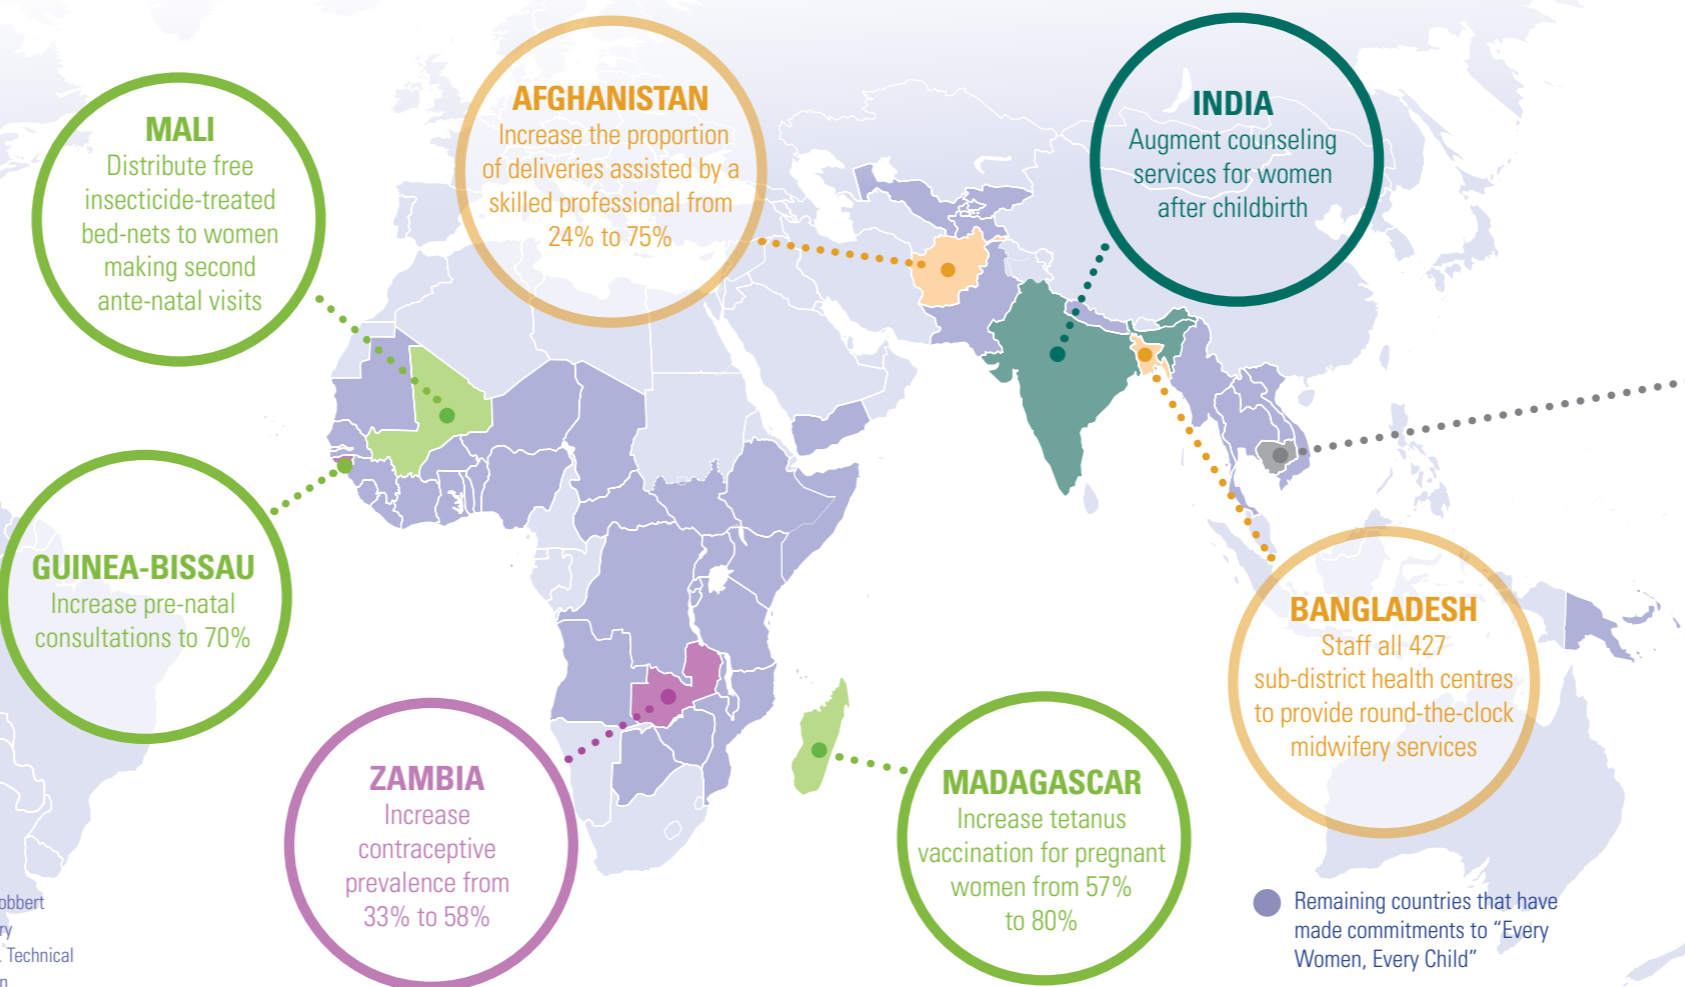 MALI
Distribute free
insecticide-treated
bed-nets to women
making second
ante-natal visits
AFGHANISTAN
Increase the proportion
of deliveries assisted by a
skilled professional from
24% to 75%
INDIA
Augment counseling
services for women
after childbirth
GUINEA-BISSAU
Increase pre-natal
consultations to 70%
ZAMBIA
Increase
contraceptive
prevalence from
33% to 58%
MADAGASCAR
Increase tetanus
vaccination for pregnant
women from 57%
to 80%
BANGLADESH
Staff all 427
sub-district health centres
to provide round-the-clock
midwifery services
Remaining countries that have
made commitments to “Every
Women, Every Child”
Technical